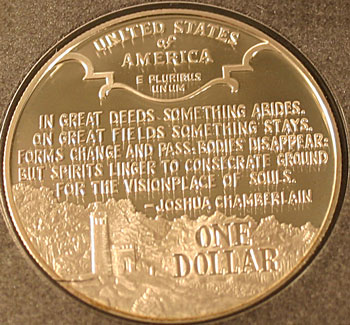 UNITED STATES
of
AMERICA
E PLURIBUS
UNUM
IN GREAT DEEDS·SOMETHING ABIDES.
ON GREAT FIELDS SOMETHING STAYS.
FORMS CHANGE AND PASS: BODIES DISAPPEAR;
BUT SPIRITS LINGER TO CONSECRATE GROUND
FOR THE VISIONPLACE OF SOULS.
–JOSHUA CHAMBERLAIN
ONE
DOLLAR